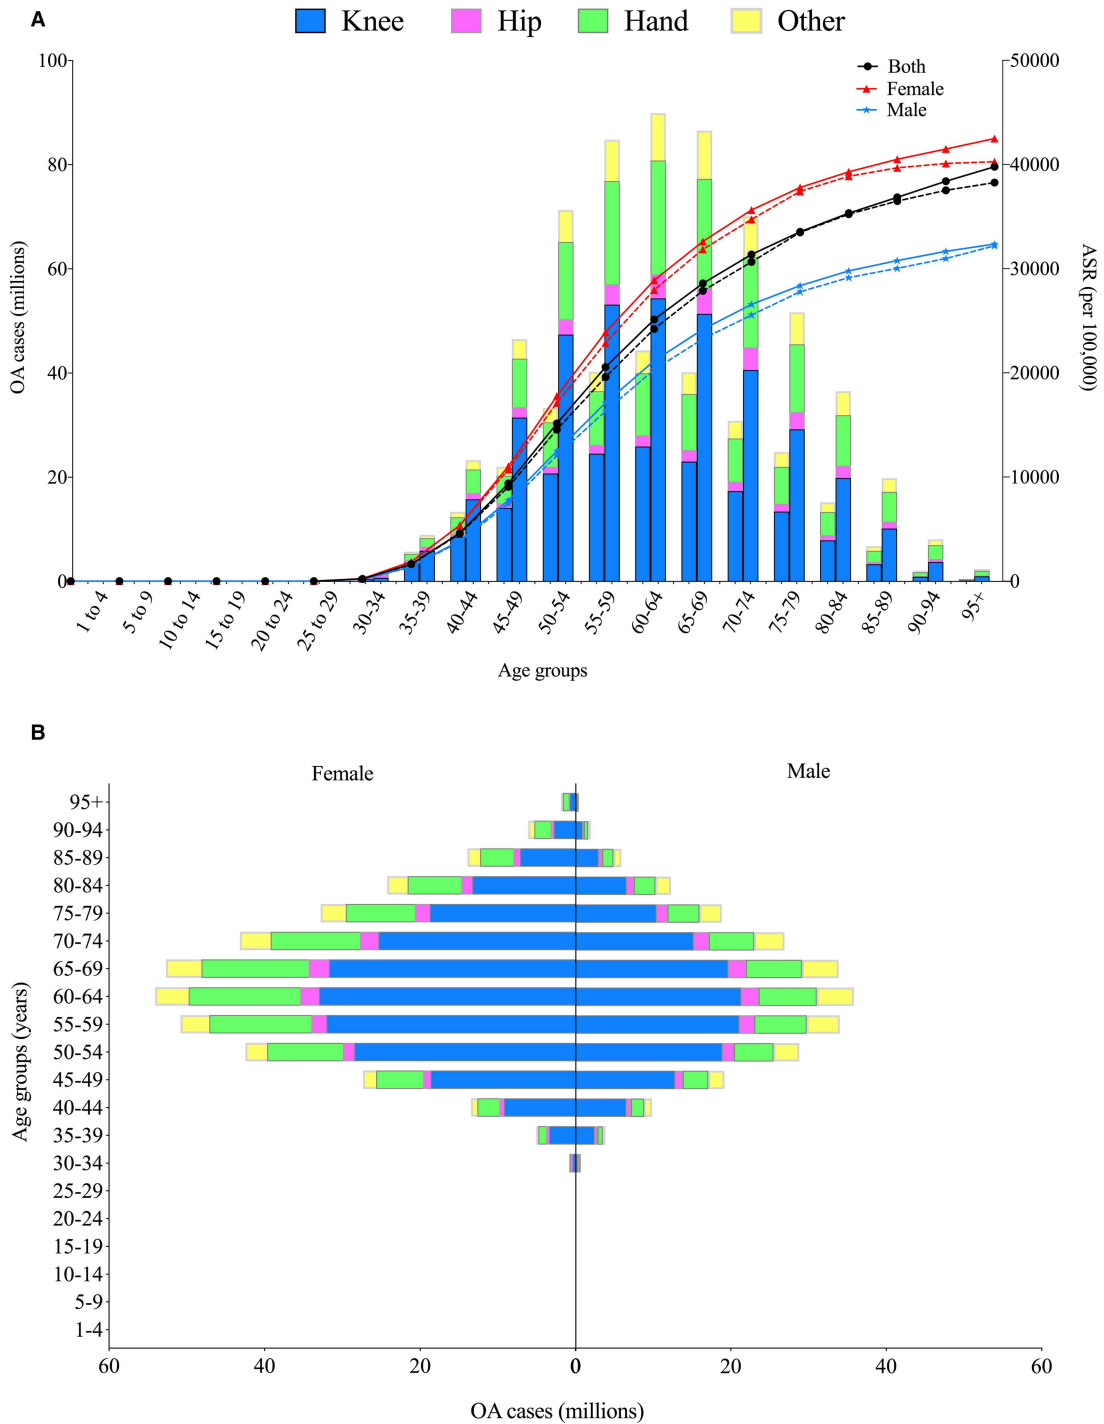 A
Knee Hip Hand Other
100 50000
Both
Female
Male
80 40000
60 30000
40 20000
20 10000
0 0
OA cases (millions)
ASR (per 100,000)
1 to 4 5 to 9 10 to 14 15 to 19 20 to 24 25 to 29 30-34 35-39 40-44 45-49 50-54 55-59 60-64 65-69 70-74 75-79 80-84 85-89 90-94 95+
Age groups
B
Female Male
95+
90-94
85-89
80-84
75-79
70-74
65-69
60-64
55-59
50-54
45-49
40-44
35-39
30-34
25-29
20-24
15-19
10-14
5-9
1-4
Age groups (years)
60 40 20 0 20 40 60
OA cases (millions)